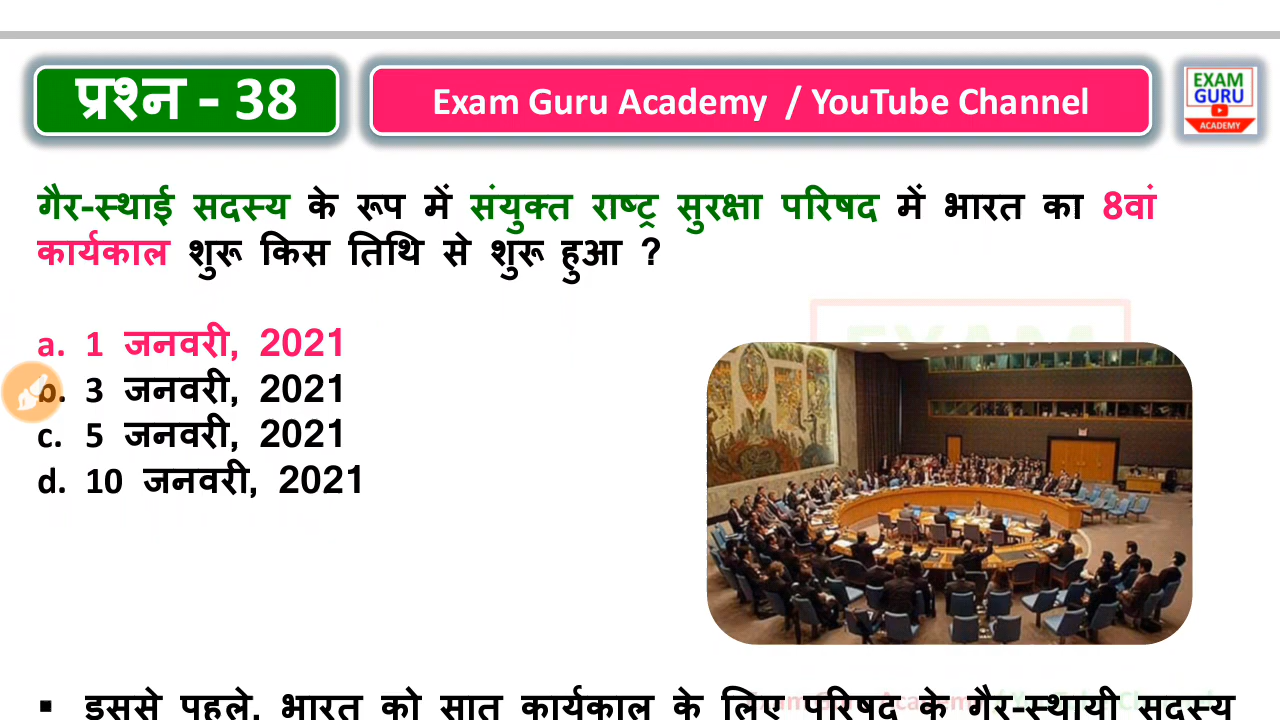 प्रश्न - 38
Exam Guru Academy / YouTube Channel
EXAM
GURU
ACADEMY
गैर-स्थाई सदस्य के रूप में संयुक्त राष्ट्र सुरक्षा परिषद में भारत का 8वां
कार्यकाल शुरू किस तिथि से शुरू हुआ ?
a. 1 जनवरी, 2021
b. 3 जनवरी, 2021
c. 5 जनवरी, 2021
d. 10 जनवरी, 2021
EXAM
▪ इससे पहले, भारत को सात कार्यकाल के लिए परिषद के गैर-स्थायी सदस्य